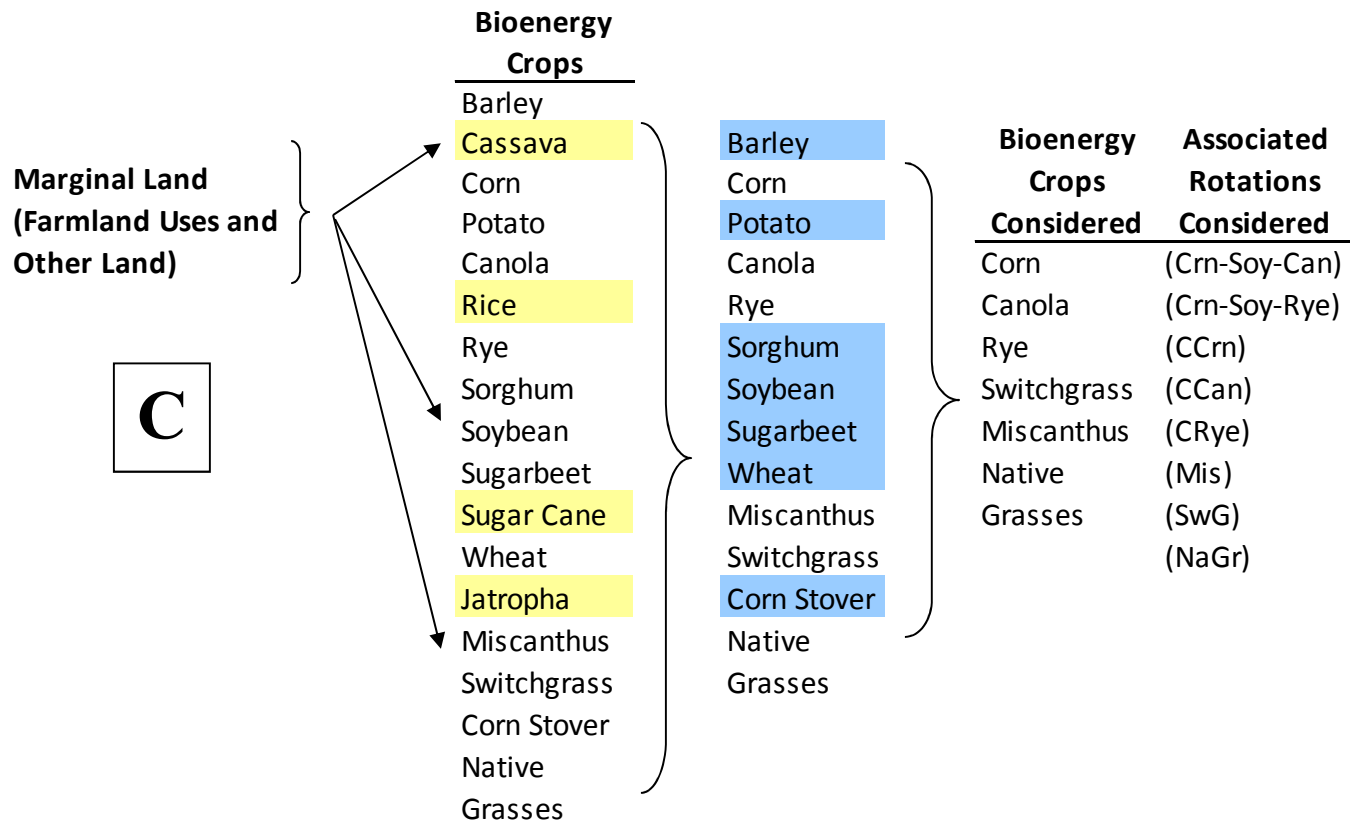 Marginal Land
(Farmland Uses and
Other Land)
C
Bioenergy
Crops
Barley
Cassava
Corn
Potato
Canola
Rice
Rye
Sorghum
Soybean
Sugarbeet
Sugar Cane
Wheat
Jatropha
Miscanthus
Switchgrass
Corn Stover
Native
Grasses
Barley
Corn
Potato
Canola
Rye
Sorghum
Soybean
Sugarbeet
Wheat
Miscanthus
Switchgrass
Corn Stover
Native
Grasses
Bioenergy
Crops
Considered
Corn
Canola
Rye
Switchgrass
Miscanthus
Native
Grasses
Associated
Rotations
Considered
(Crn-Soy-Can)
(Crn-Soy-Rye)
(CCrn)
(CCan)
(CRye)
(Mis)
(SwG)
(NaGr)